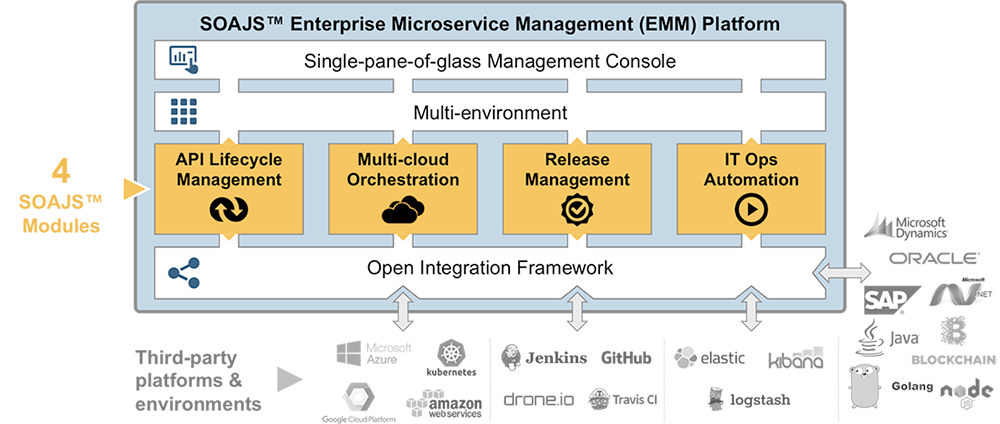 SOAJS™ Enterprise Microservice Management (EMM) Platform
Single-pane-of-glass Management Console
Multi-environment
4
SOAJS™
Modules
API Lifecycle
Management
Multi-cloud
Orchestration
Release
Management
IT Ops
Automation
Open Integration Framework
Third-party
platforms &
environments
Microsoft
Azure
kubernetes
Google Cloud Platform
amazon
web services
Jenkins
GitHub
drone.io
Travis CI
elastic
kibana
logstash
Microsoft
Dynamics
ORACLE
SAP
Microsoft
.NET
Java
BLOCKCHAIN
Golang
node
JS